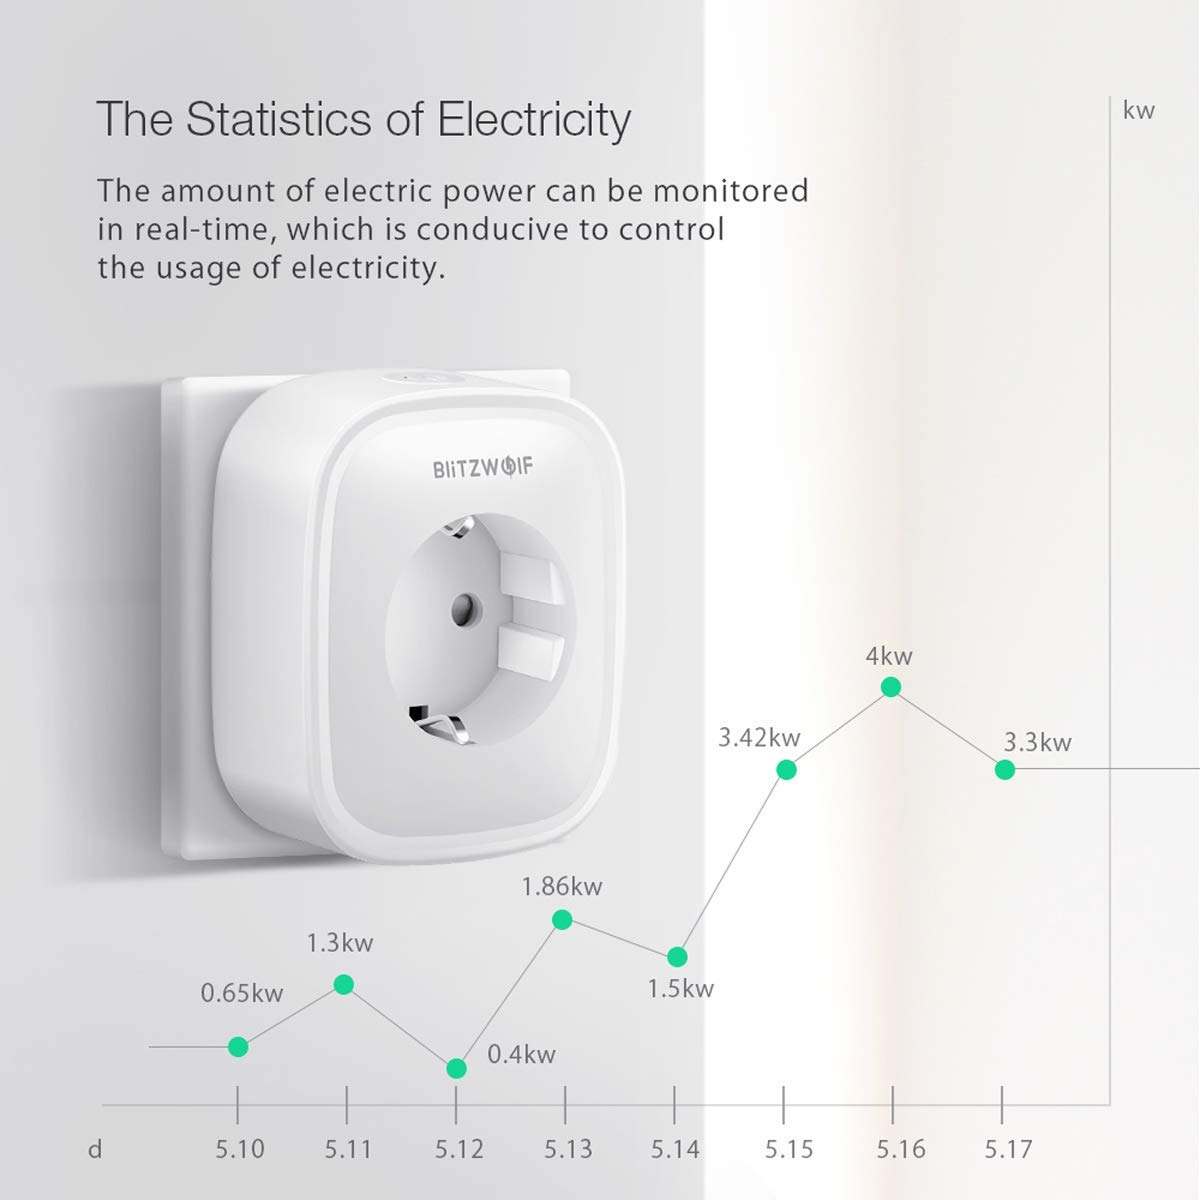 The Statistics of Electricity
The amount of electric power can be monitored
in real-time, which is conducive to control
the usage of electricity.
kw
BliTZWOlF
4kw
3.42kw
3.3kw
1.86kw
1.3kw
1.5kw
0.65kw
0.4kw
d 5.10 5.11 5.12 5.13 5.14 5.15 5.16 5.17